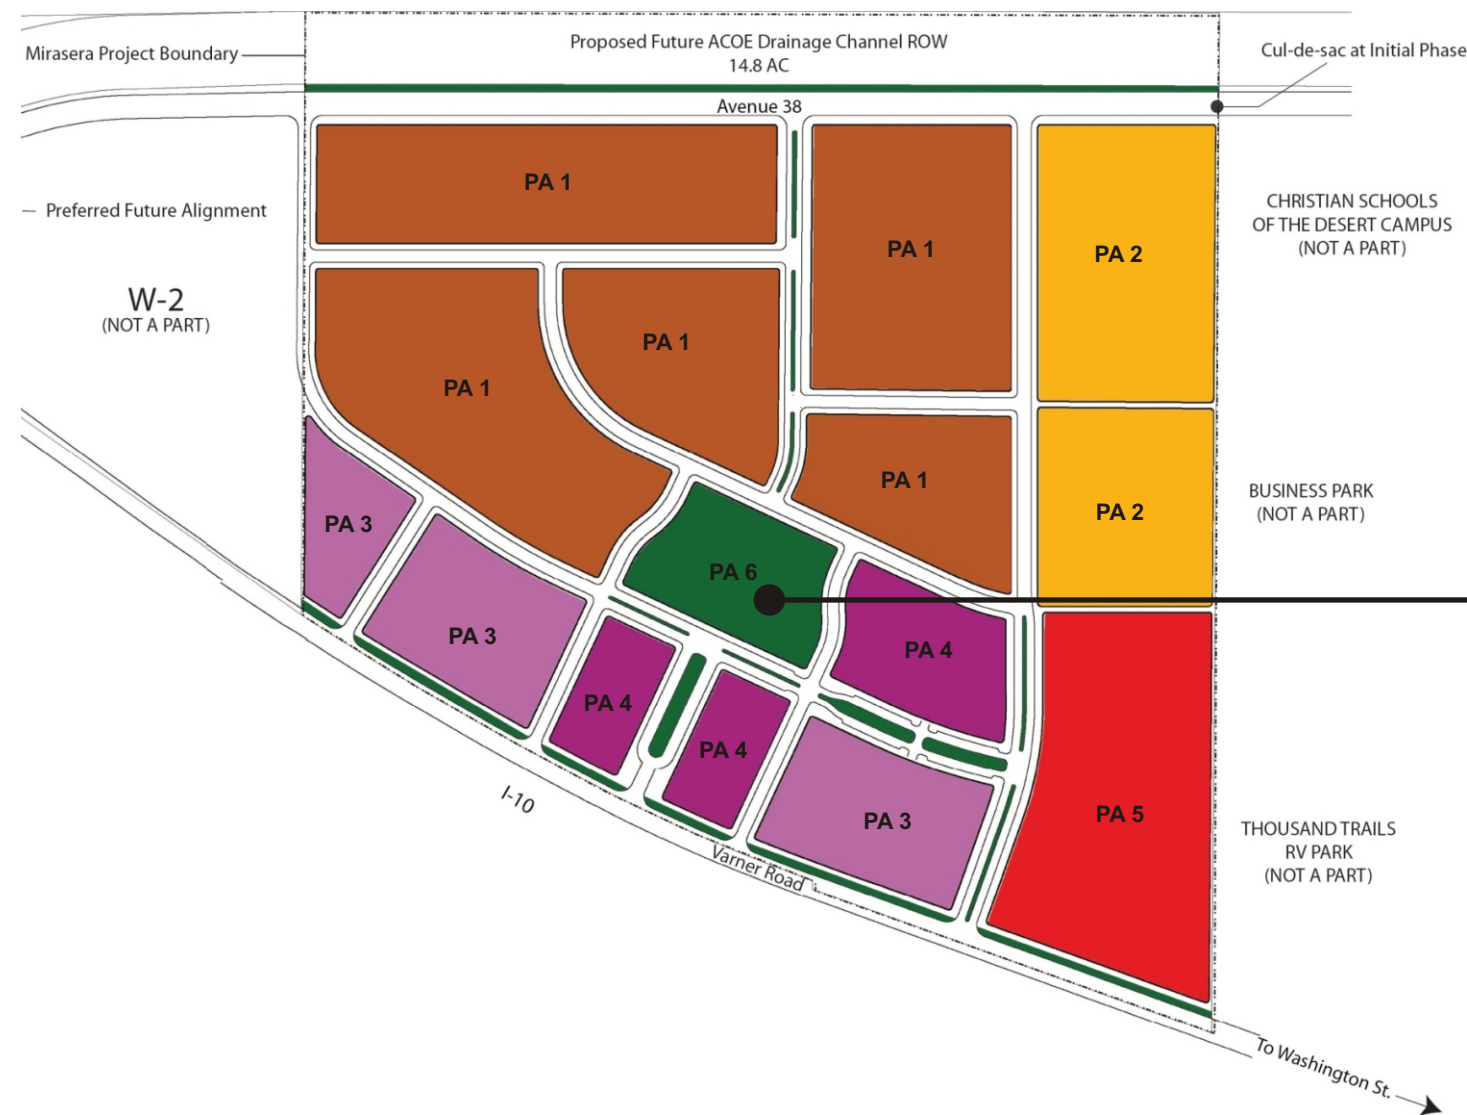 Proposed Future ACOE Drainage Channel ROW
14.8 AC
Mirasera Project Boundary
Cul-de-sac at Initial Phase
Avenue 38
PA 1
Preferred Future Alignment
CHRISTIAN SCHOOLS
OF THE DESERT CAMPUS
(NOT A PART)
PA 1
PA 2
W-2
(NOT A PART)
PA 1
PA 1
PA 1
BUSINESS PARK
(NOT A PART)
PA 2
PA 3
PA 6
PA 3
PA 4
PA 4
PA 4
I-10
PA 3
PA 5
THOUSAND TRAILS
RV PARK
(NOT A PART)
Varner Road
To Washington St.